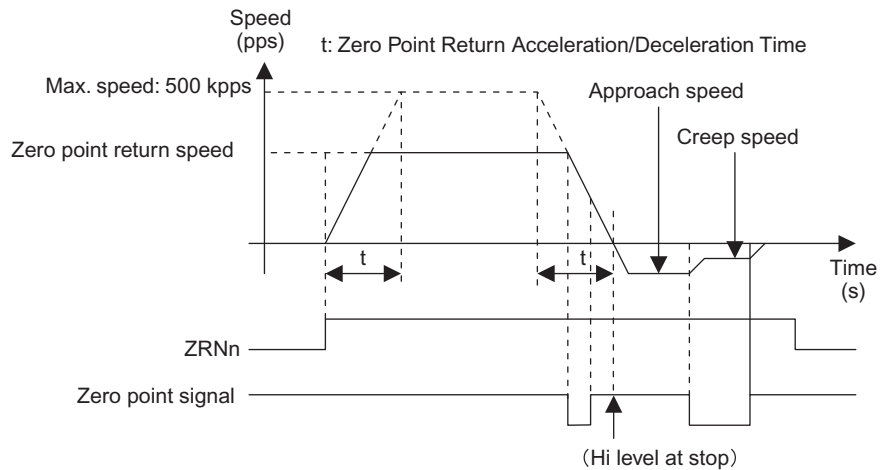 Speed
(pps)
t: Zero Point Return Acceleration/Deceleration Time
Max. speed: 500 kpps
Approach speed
Creep speed
Zero point return speed
t
t
Time
(s)
ZRNn
Zero point signal
(Hi level at stop)